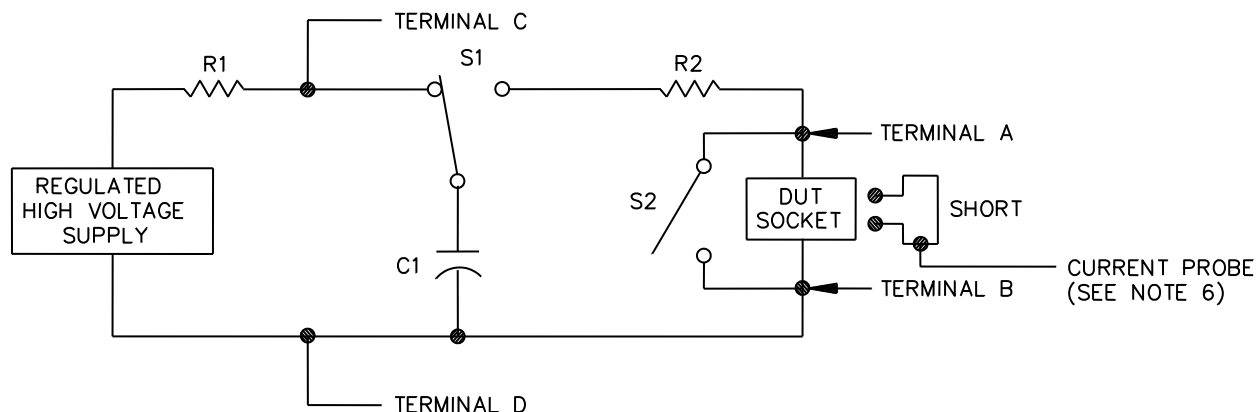 TERMINAL C
S1
R1
R2
TERMINAL A
REGULATED
HIGH VOLTAGE
SUPPLY
S2
DUT
SOCKET
SHORT
C1
TERMINAL B
CURRENT PROBE
(SEE NOTE 6)
TERMINAL D